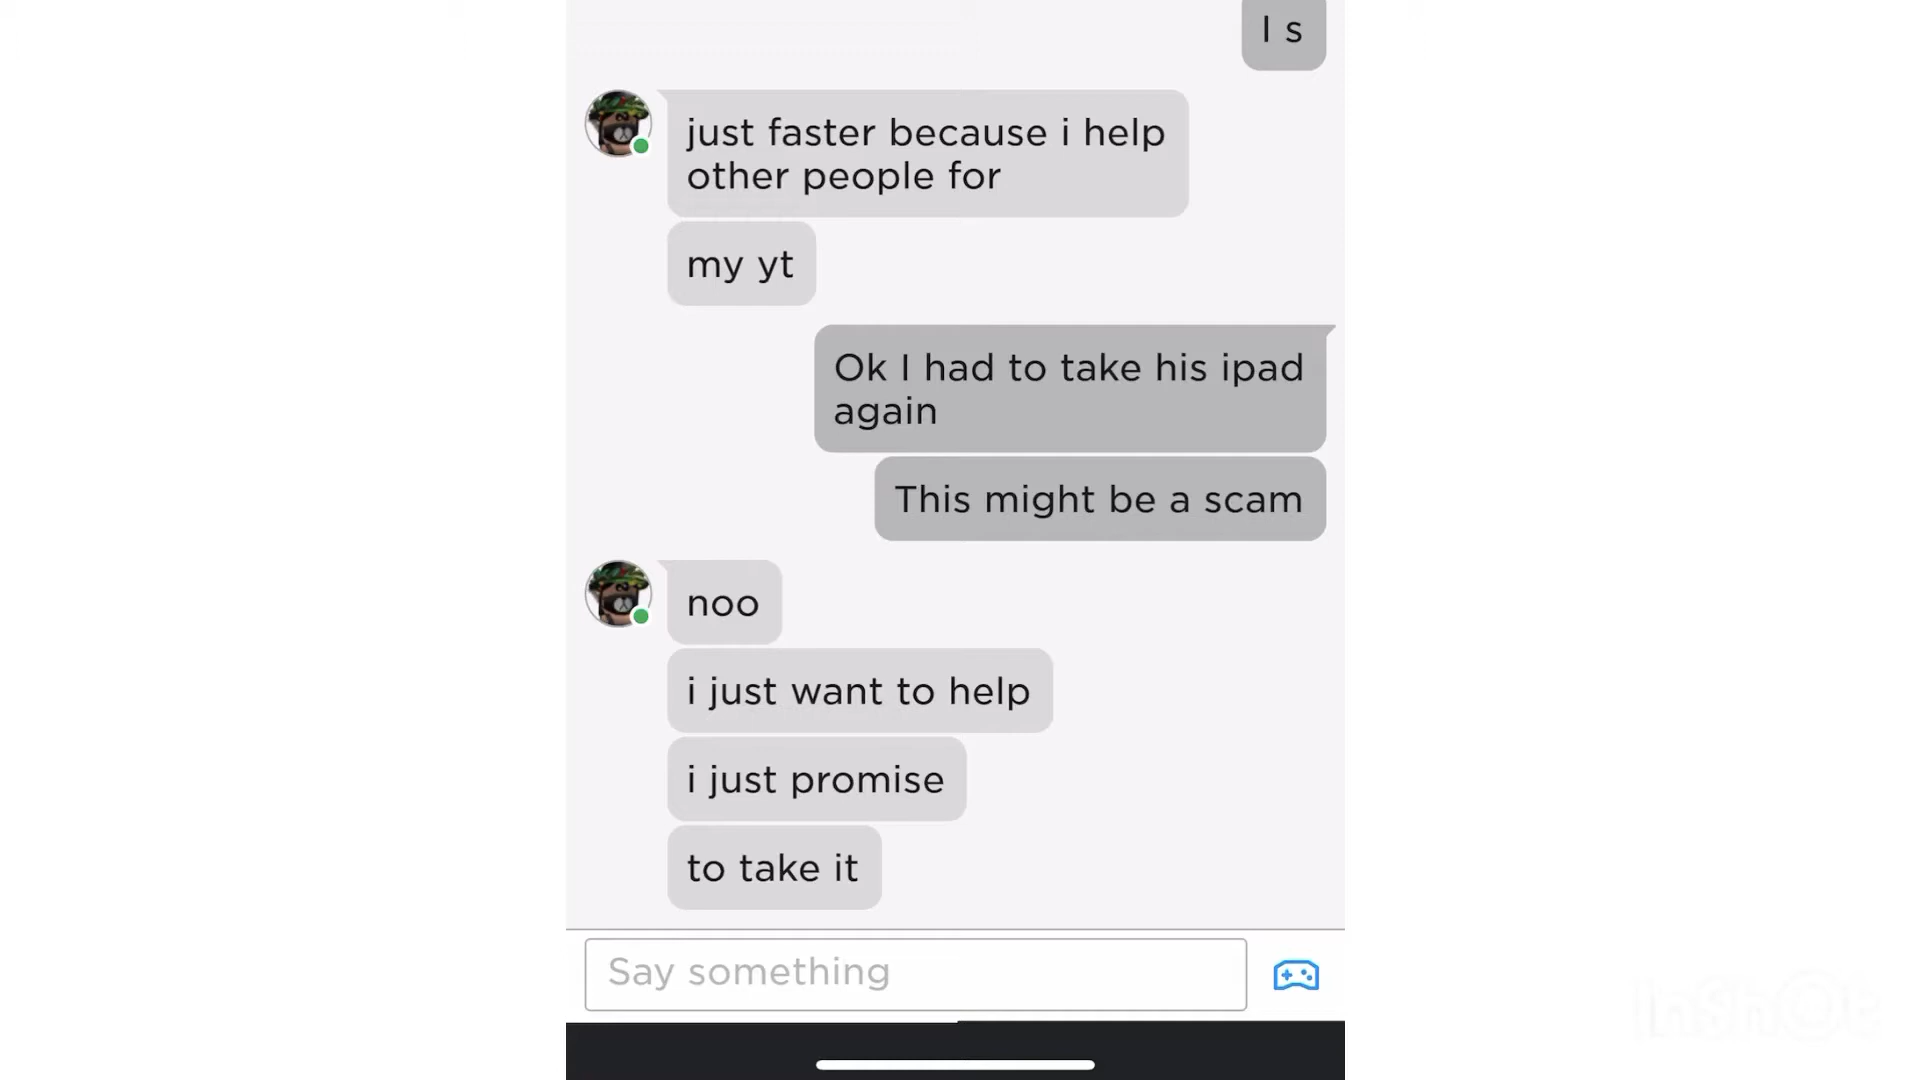 I s
just faster because i help
other people for
my yt
Ok I had to take his ipad
again
This might be a scam
noo
i just want to help
i just promise
to take it
Say something
InShOt